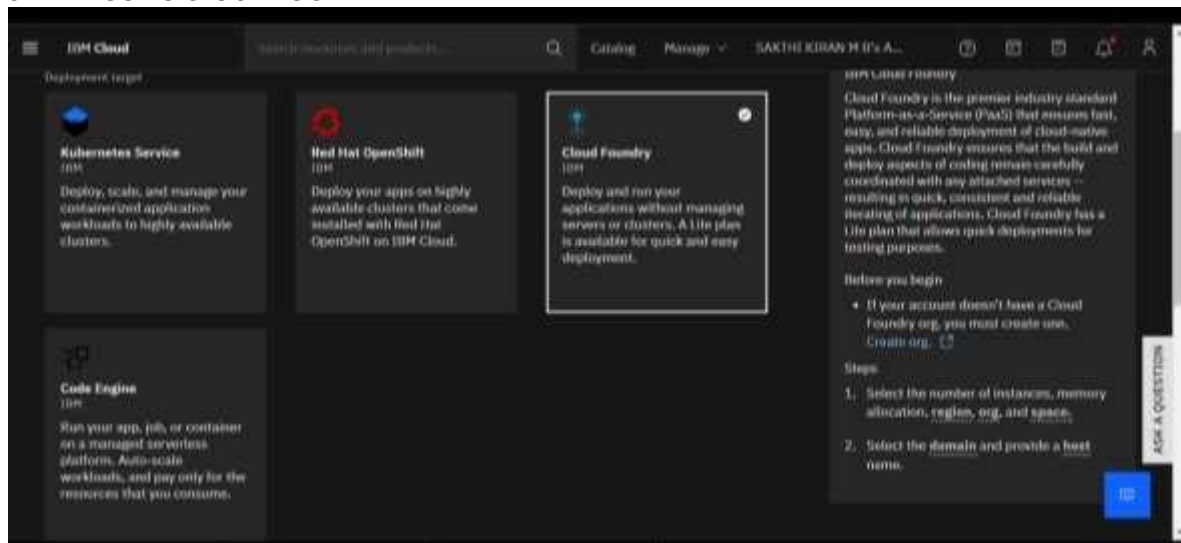 IBM Cloud
Search resources and products...
Catalog
Manage
SAKTHI KIRAN M B's A...
Deployment target
Kubernetes Service
IBM
Deploy, scale, and manage your
containerized application
workloads to highly available
clusters.
Red Hat OpenShift
IBM
Deploy your apps on highly
available clusters that come
installed with Red Hat
OpenShift on IBM Cloud.
Cloud Foundry
IBM
Deploy and run your
applications without managing
servers or clusters. A Lite plan
is available for quick and easy
deployment.
Code Engine
IBM
Run your app, job, or container
on a managed serverless
platform. Auto-scale
workloads, and pay only for the
resources that you consume.
IBM Cloud Foundry
Cloud Foundry is the premier industry standard
Platform-as-a-Service (PaaS) that ensures fast,
easy, and reliable deployment of cloud-native
apps. Cloud Foundry ensures that the build and
deploy aspects of coding remain carefully
coordinated with any attached services —
resulting in quick, consistent and reliable
iterating of applications. Cloud Foundry has a
Lite plan that allows quick deployments for
testing purposes.
Before you begin
• If your account doesn't have a Cloud
Foundry org, you must create one.
Create org.
Steps
1. Select the number of instances, memory
allocation, region, org, and space.
2. Select the domain and provide a host
name.
ASK A QUESTION